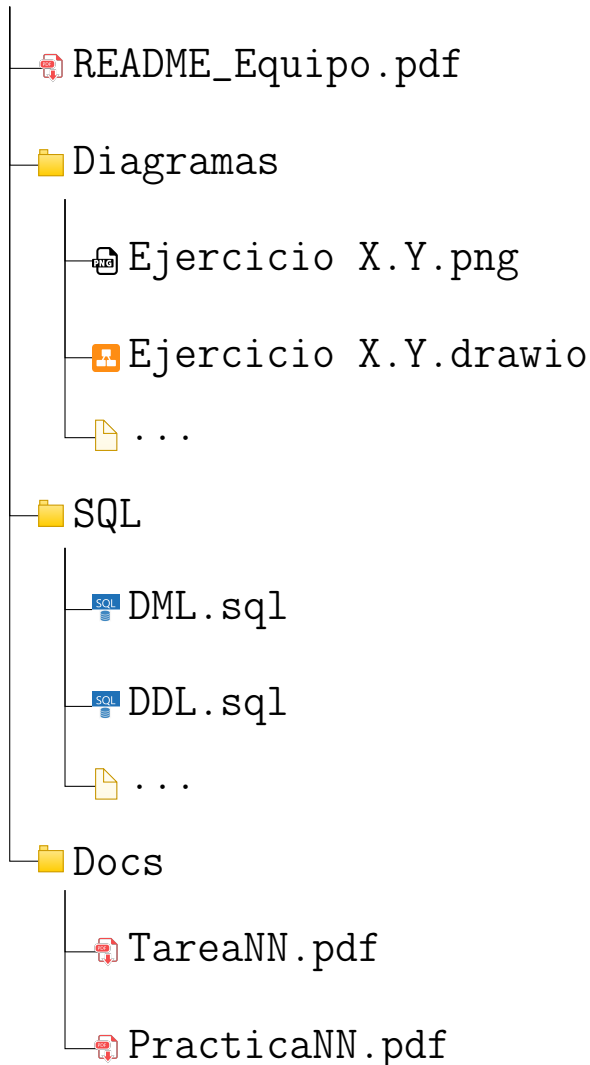 README_Equipo.pdf
Diagramas
Ejercicio X.Y.png
Ejercicio X.Y.drawio
...
SQL
DML.sql
DDL.sql
...
Docs
TareaNN.pdf
PracticaNN.pdf